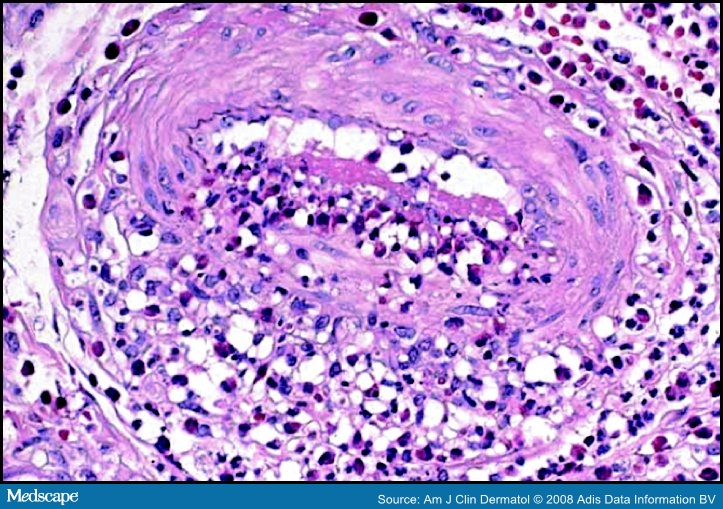 Medscape
Source: Am J Clin Dermatol © 2008 Adis Data Information BV